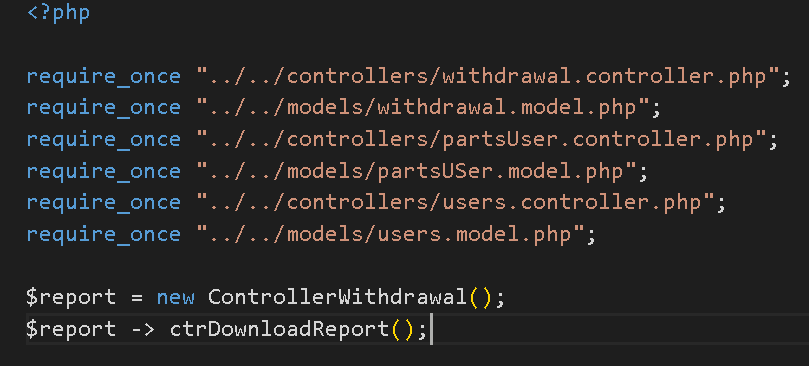 <?php
require_once "../../controllers/withdrawal.controller.php";
require_once "../../models/withdrawal.model.php";
require_once "../../controllers/partsUser.controller.php";
require_once "../../models/partsUSer.model.php";
require_once "../../controllers/users.controller.php";
require_once "../../models/users.model.php";
$report = new ControllerWithdrawal();
$report -> ctrDownloadReport();